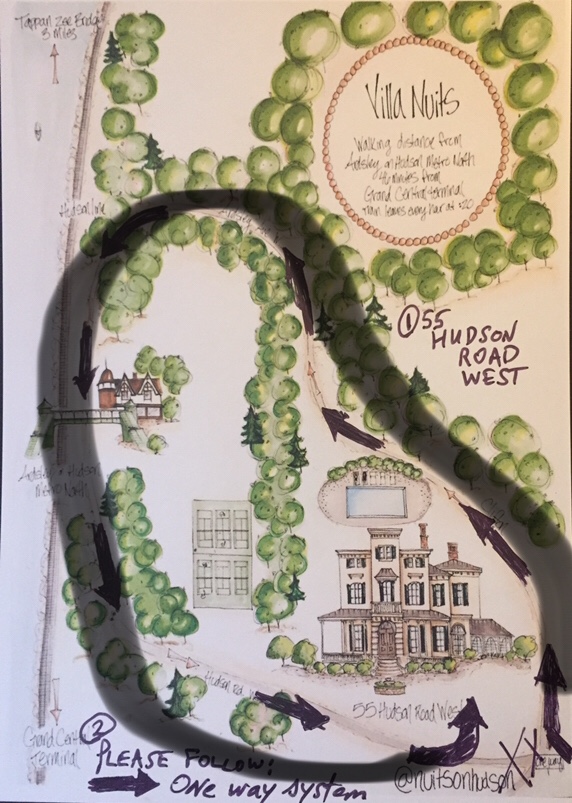 Tappan Zee Bridge
3 Miles
Villa Nuits
Walking distance from
Ardsley on Hudson Metro North
46 minutes from
Grand Central terminal
Train leaves every hour at :20
Hudson line
① 55
HUDSON
ROAD
WEST
Ardsley on Hudson
Metro North
Hudson Rd.
55 Hudson Road West
Grand Central
Terminal
② PLEASE FOLLOW:
ONE WAY SYSTEM
@nuitsonhudson
XX